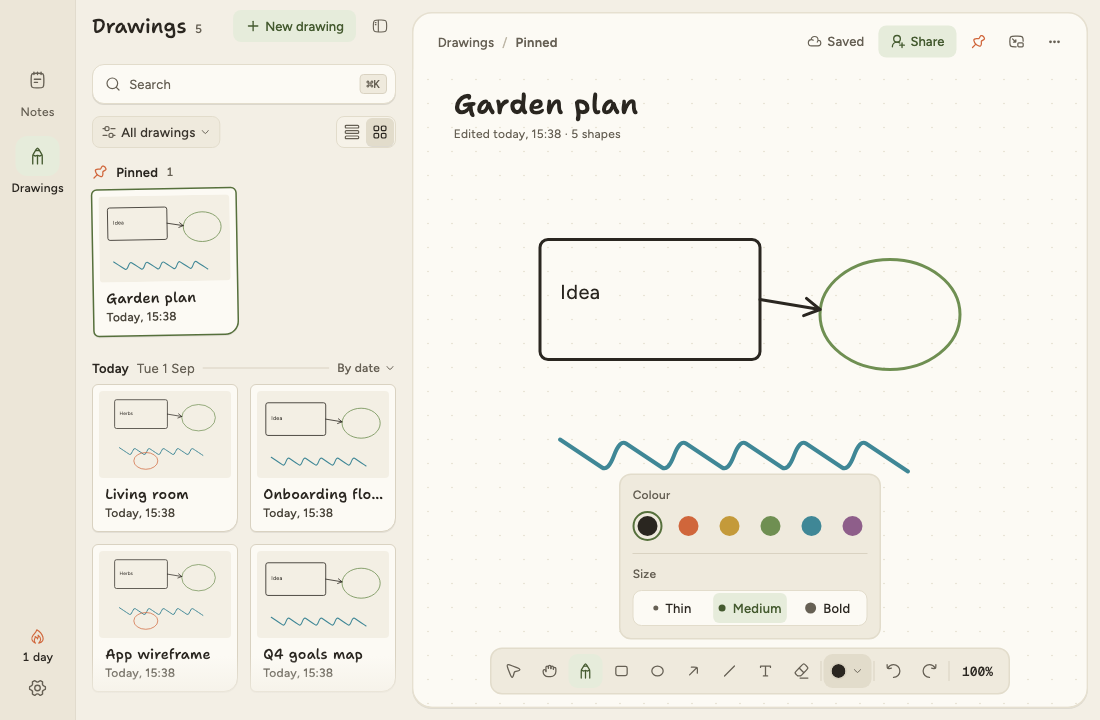 Notes
Drawings
1 day
Drawings 5
New drawing
Search
⌘K
All drawings
Pinned 1
Idea
Garden plan
Today, 15:38
Today Tue 1 Sep
By date
Herbs
Living room
Today, 15:38
Idea
Onboarding flo...
Today, 15:38
Herbs
App wireframe
Today, 15:38
Idea
Q4 goals map
Today, 15:38
Drawings / Pinned
Saved
Share
Garden plan
Edited today, 15:38 · 5 shapes
Idea
Colour
Size
Thin
Medium
Bold
100%